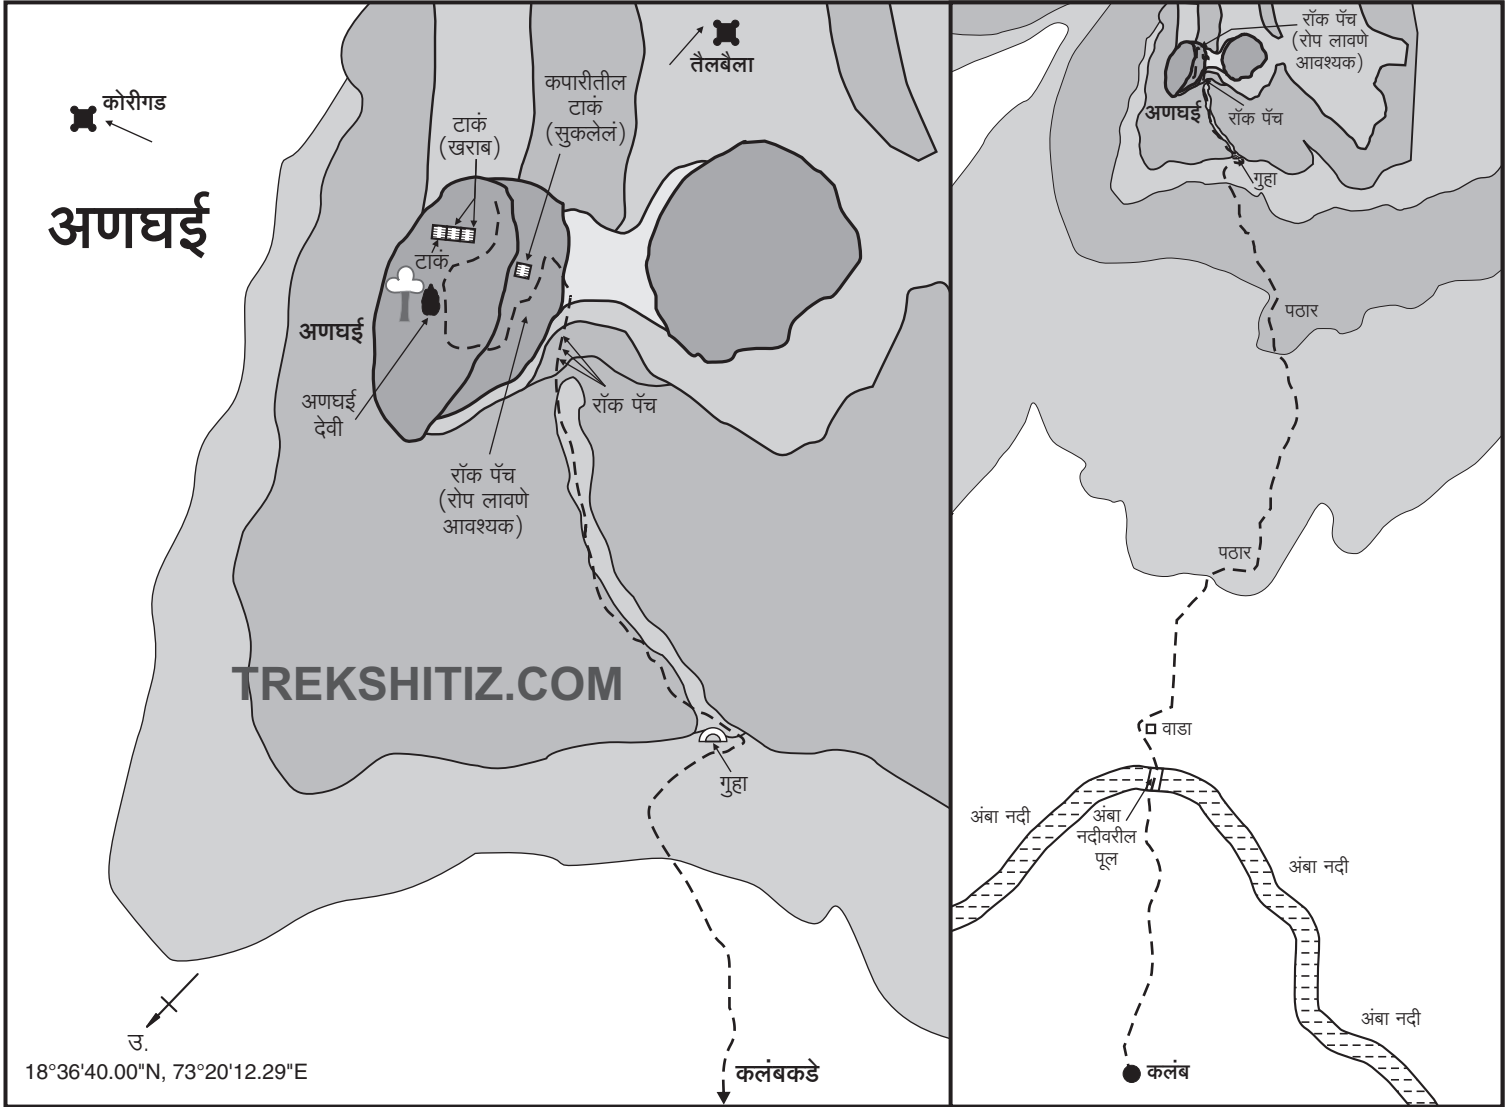 कोरीगड
अणघई
तैलबैला
कपारीतील
टाकं
(सुकलेलं)
टाकं
(खराब)
टाकं
अणघई
अणघई
देवी
रॉक पॅच
रॉक पॅच
(रोप लावणे
आवश्यक)
TREKSHITIZ.COM
गुहा
उ.
18°36'40.00"N, 73°20'12.29"E
कलंबकडे
रॉक पॅच
(रोप लावणे
आवश्यक)
अणघई
रॉक पॅच
गुहा
पठार
पठार
वाडा
अंबा नदी
अंबा
नदीवरील
पूल
अंबा नदी
अंबा नदी
कलंब